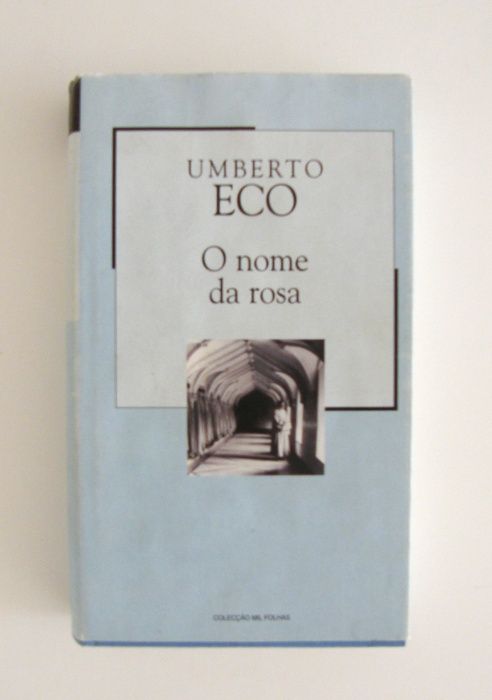 UMBERTO
ECO
O nome
da rosa
COLECÇÃO MIL FOLHAS